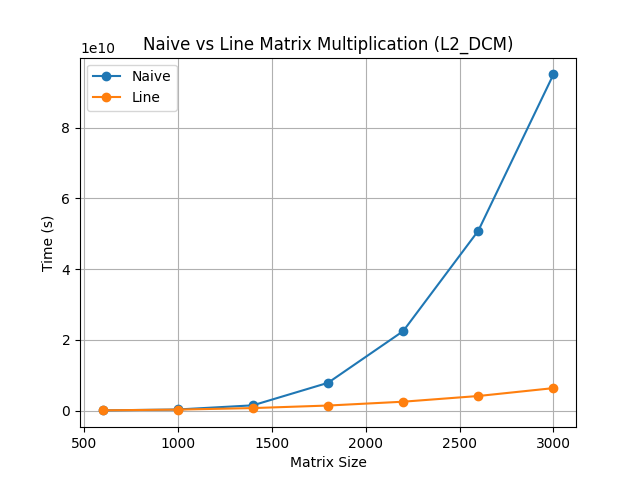 Naive vs Line Matrix Multiplication (L2_DCM)
1e10
Naive
Line
8
6
4
2
0
Time (s)
500 1000 1500 2000 2500 3000
Matrix Size